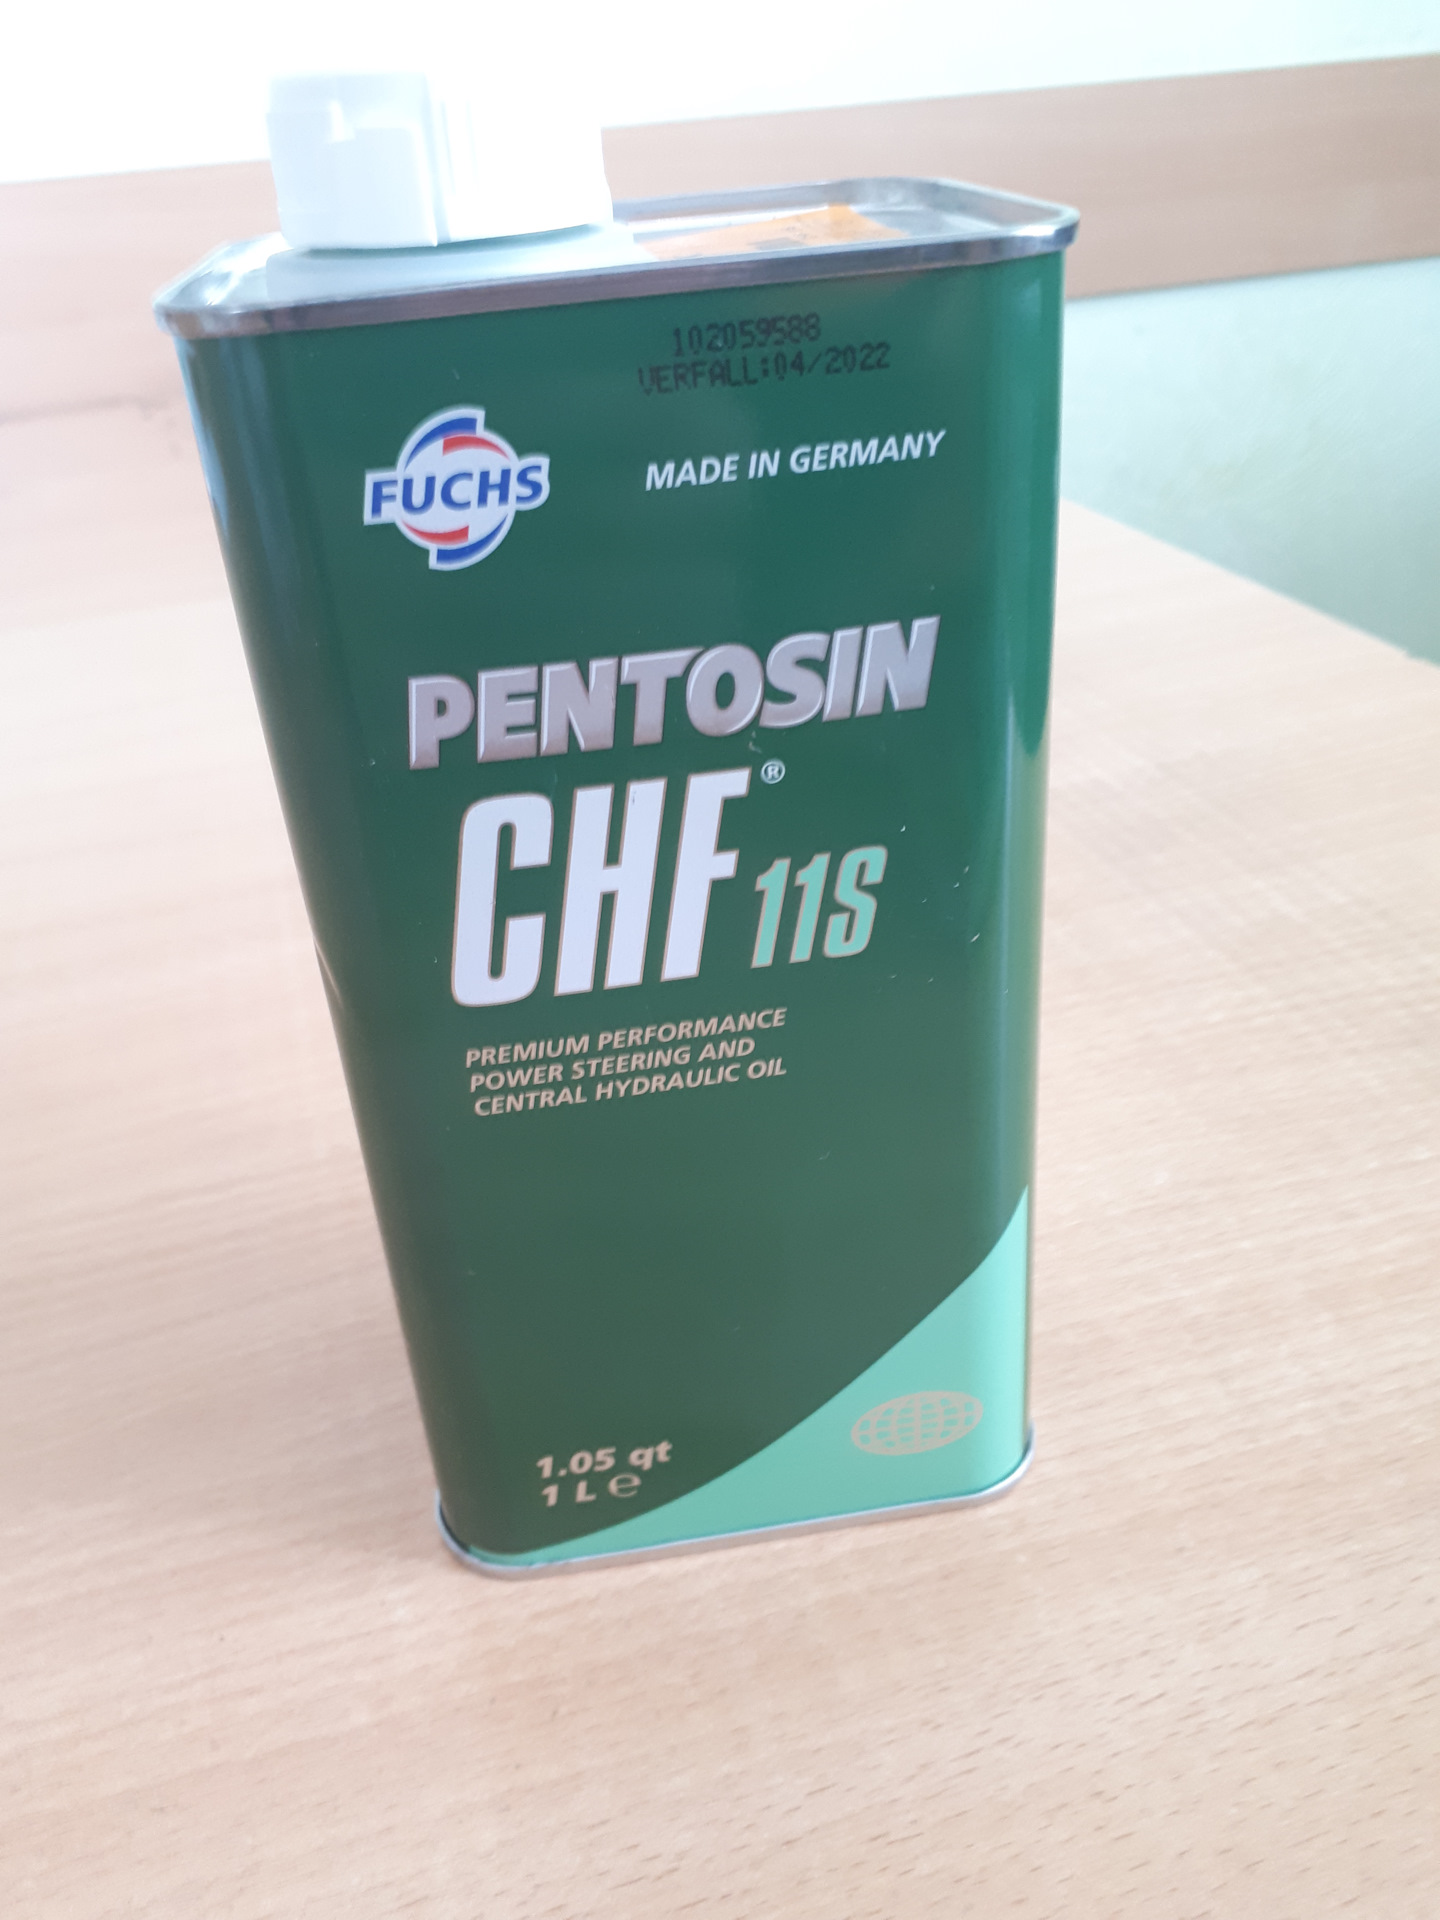 102059588
VERFALL:04/2022
FUCHS
MADE IN GERMANY
PENTOSIN
CHF®
11S
PREMIUM PERFORMANCE
POWER STEERING AND
CENTRAL HYDRAULIC OIL
1.05 qt
1 L ℮